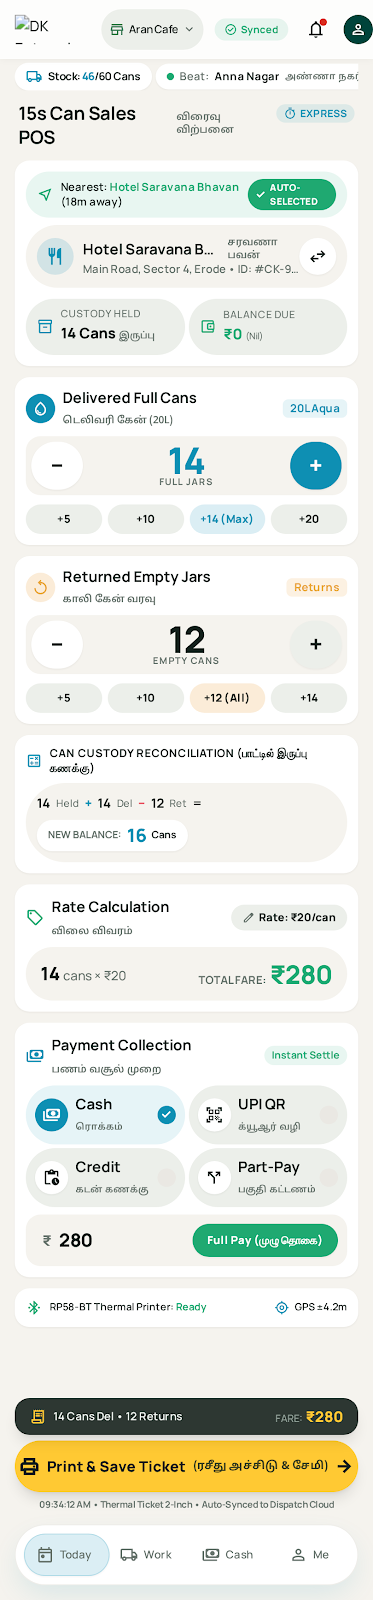 DK
AranCafe
Synced
Stock: 46/60 Cans
Beat: Anna Nagar அண்ணா நகர்
15s Can Sales POS
விரைவு விற்பனை
EXPRESS
Nearest: Hotel Saravana Bhavan (18m away)
AUTO-SELECTED
Hotel Saravana B...
சரவணா பவன்
Main Road, Sector 4, Erode • ID: #CK-9...
CUSTODY HELD
14 Cans இருப்பு
BALANCE DUE
₹0 (Nil)
Delivered Full Cans
டெலிவரி கேன் (20L)
20L Aqua
− 14 +
FULL JARS
+5 +10 +14 (Max) +20
Returned Empty Jars
காலி கேன் வரவு
Returns
− 12 +
EMPTY CANS
+5 +10 +12 (All) +14
CAN CUSTODY RECONCILIATION (பாட்டில் இருப்பு
கணக்கு)
14 Held + 14 Del − 12 Ret =
NEW BALANCE: 16 Cans
Rate Calculation
விலை விவரம்
Rate: ₹20/can
14 cans × ₹20
TOTALFARE: ₹280
Payment Collection
பணம் வசூல் முறை
Instant Settle
Cash
ரொக்கம்
UPI QR
க்யூஆர் வழி
Credit
கடன் கணக்கு
Part-Pay
பகுதி கட்டணம்
₹ 280
Full Pay (முழு தொகை)
RP58-BT Thermal Printer: Ready
GPS ±4.2m
14 Cans Del • 12 Returns
FARE: ₹280
Print & Save Ticket (ரசீது அச்சிடு & சேமி)
09:34:12 AM • Thermal Ticket 2-Inch • Auto-Synced to Dispatch Cloud
Today Work Cash Me